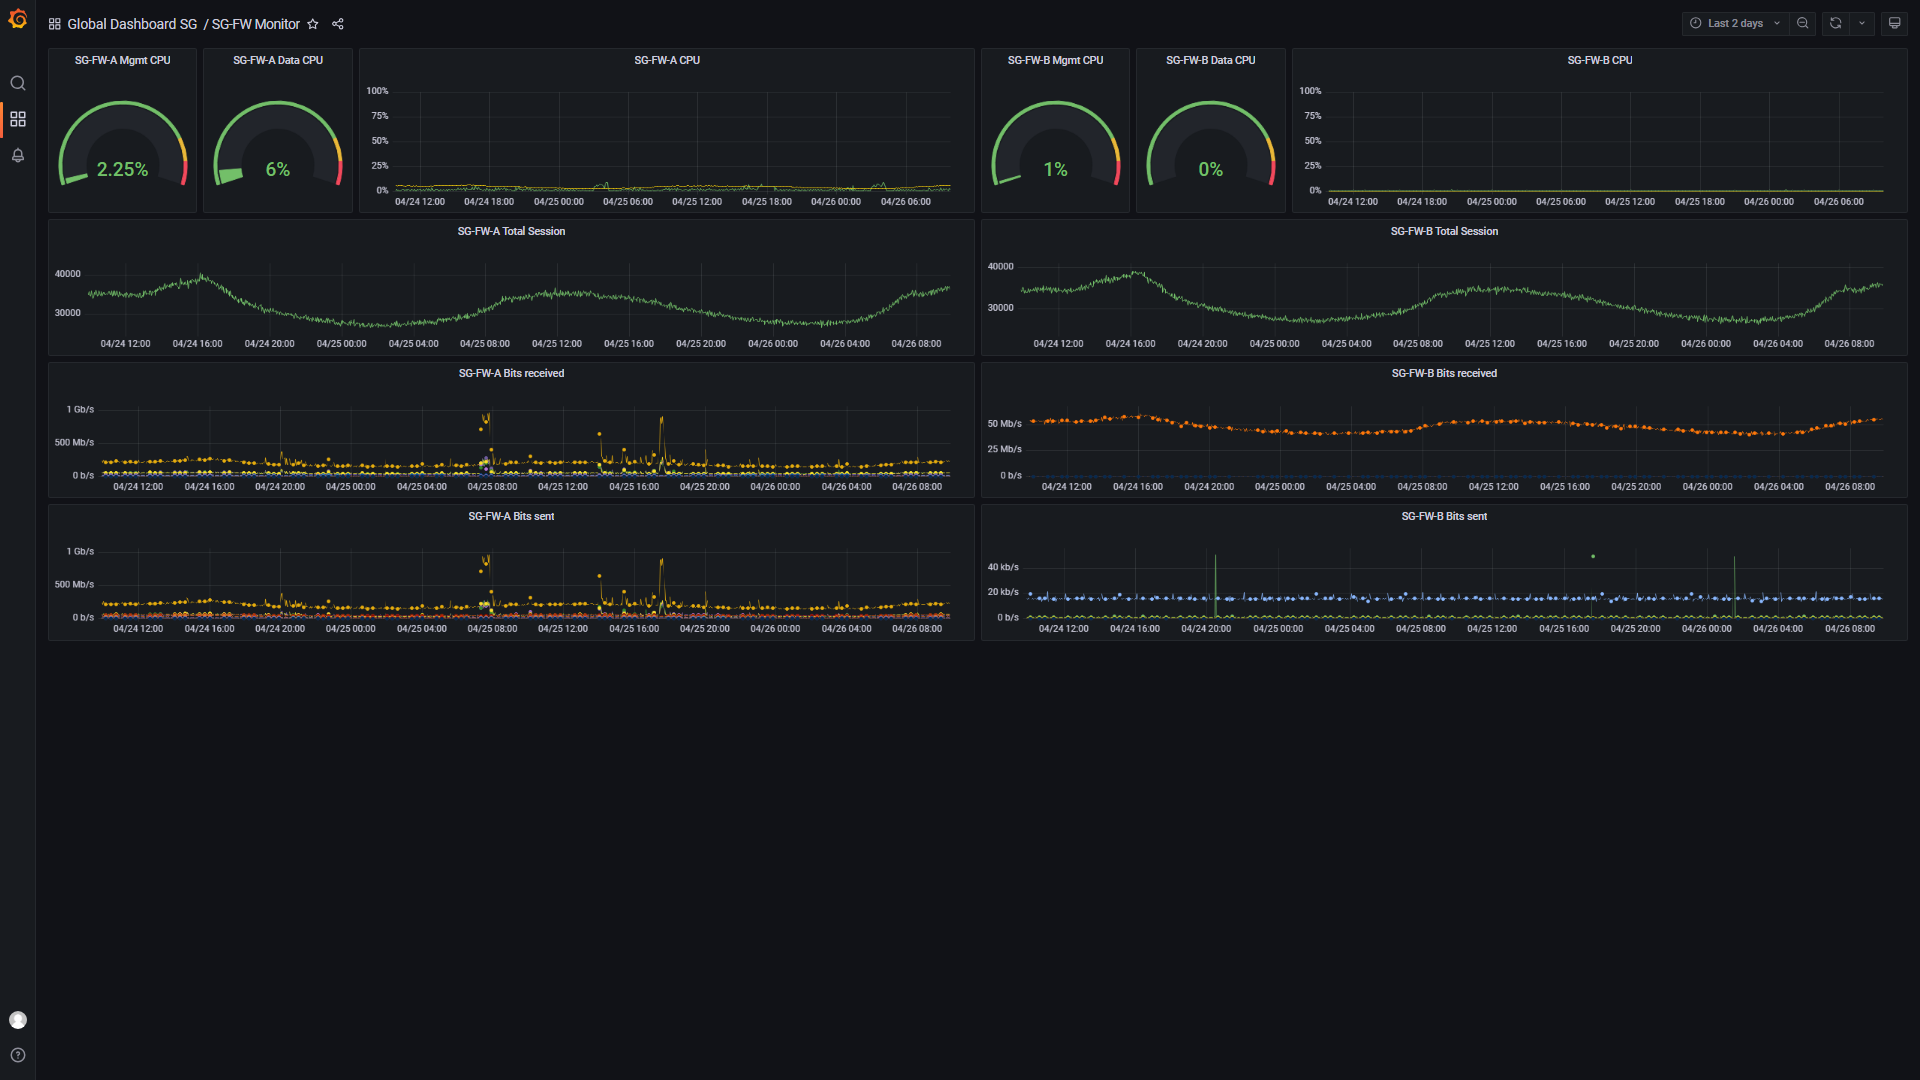 Global Dashboard SG / SG-FW Monitor
Last 2 days
SG-FW-A Mgmt CPU
2.25%
SG-FW-A Data CPU
6%
SG-FW-A CPU
100%
75%
50%
25%
0%
04/24 12:00 04/24 18:00 04/25 00:00 04/25 06:00 04/25 12:00 04/25 18:00 04/26 00:00 04/26 06:00
SG-FW-B Mgmt CPU
1%
SG-FW-B Data CPU
0%
SG-FW-B CPU
100%
75%
50%
25%
0%
04/24 12:00 04/24 18:00 04/25 00:00 04/25 06:00 04/25 12:00 04/25 18:00 04/26 00:00 04/26 06:00
SG-FW-A Total Session
40000
30000
04/24 12:00 04/24 16:00 04/24 20:00 04/25 00:00 04/25 04:00 04/25 08:00 04/25 12:00 04/25 16:00 04/25 20:00 04/26 00:00 04/26 04:00 04/26 08:00
SG-FW-B Total Session
40000
30000
04/24 12:00 04/24 16:00 04/24 20:00 04/25 00:00 04/25 04:00 04/25 08:00 04/25 12:00 04/25 16:00 04/25 20:00 04/26 00:00 04/26 04:00 04/26 08:00
SG-FW-A Bits received
1 Gb/s
500 Mb/s
0 b/s
04/24 12:00 04/24 16:00 04/24 20:00 04/25 00:00 04/25 04:00 04/25 08:00 04/25 12:00 04/25 16:00 04/25 20:00 04/26 00:00 04/26 04:00 04/26 08:00
SG-FW-B Bits received
50 Mb/s
25 Mb/s
0 b/s
04/24 12:00 04/24 16:00 04/24 20:00 04/25 00:00 04/25 04:00 04/25 08:00 04/25 12:00 04/25 16:00 04/25 20:00 04/26 00:00 04/26 04:00 04/26 08:00
SG-FW-A Bits sent
1 Gb/s
500 Mb/s
0 b/s
04/24 12:00 04/24 16:00 04/24 20:00 04/25 00:00 04/25 04:00 04/25 08:00 04/25 12:00 04/25 16:00 04/25 20:00 04/26 00:00 04/26 04:00 04/26 08:00
SG-FW-B Bits sent
40 kb/s
20 kb/s
0 b/s
04/24 12:00 04/24 16:00 04/24 20:00 04/25 00:00 04/25 04:00 04/25 08:00 04/25 12:00 04/25 16:00 04/25 20:00 04/26 00:00 04/26 04:00 04/26 08:00